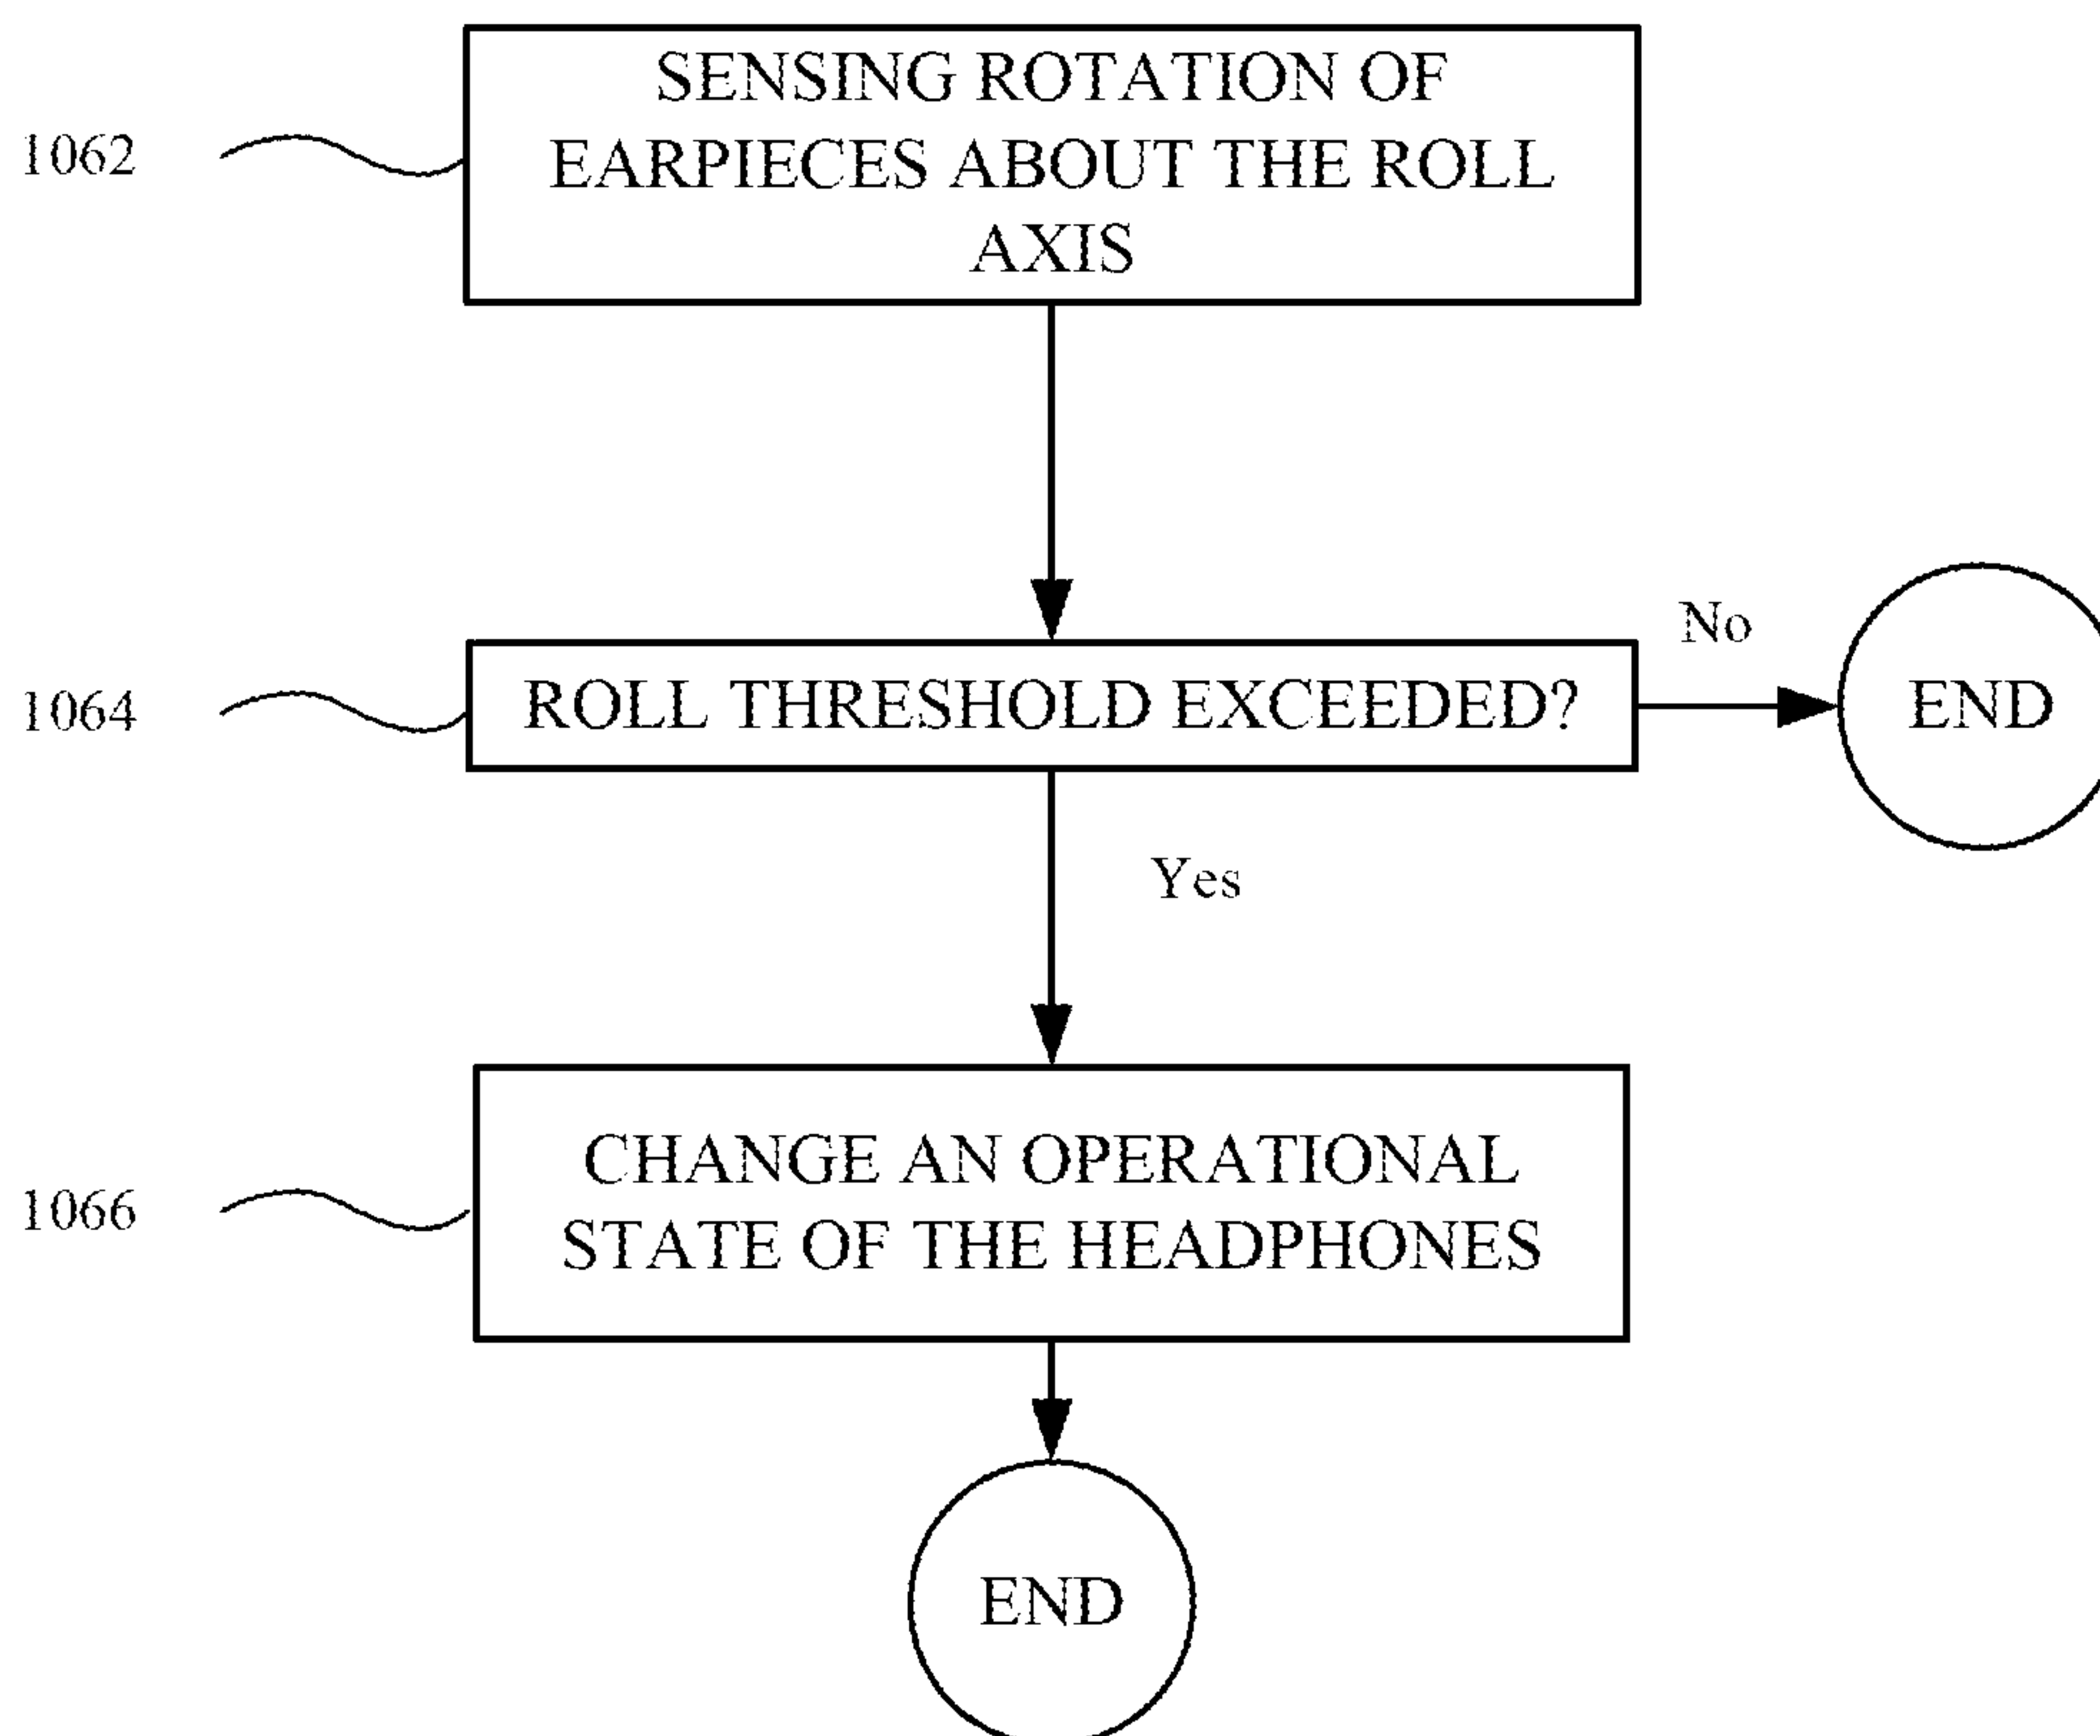 1062
SENSING ROTATION OF
EARPIECES ABOUT THE ROLL
AXIS
1064
ROLL THRESHOLD EXCEEDED?
No
END
Yes
1066
CHANGE AN OPERATIONAL
STATE OF THE HEADPHONES
END